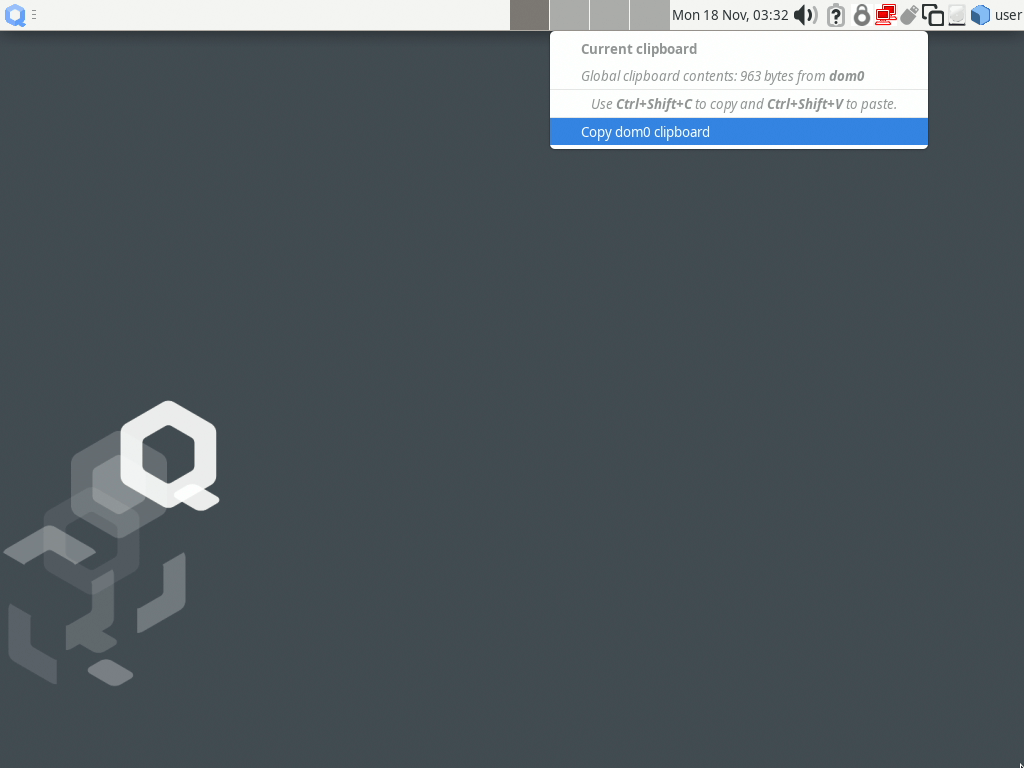 Mon 18 Nov, 03:32
user
Current clipboard
Global clipboard contents: 963 bytes from dom0
Use Ctrl+Shift+C to copy and Ctrl+Shift+V to paste.
Copy dom0 clipboard